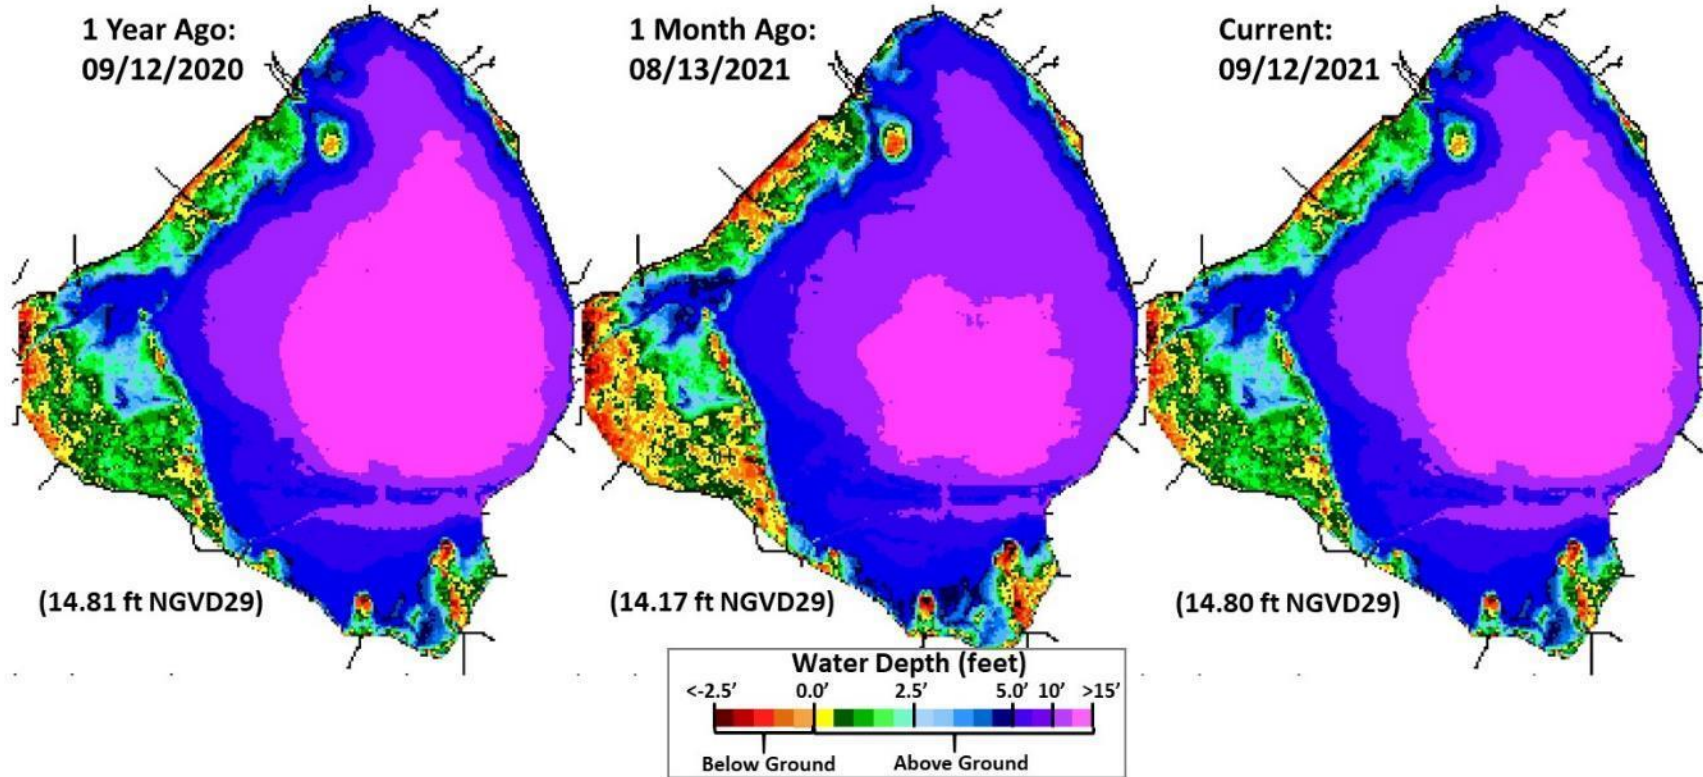 1 Year Ago:
09/12/2020
1 Month Ago:
08/13/2021
Current:
09/12/2021
(14.81 ft NGVD29)
(14.17 ft NGVD29)
(14.80 ft NGVD29)
Water Depth (feet)
<-2.5’ 0.0’ 2.5’ 5.0’ 10’ >15’
Below Ground Above Ground